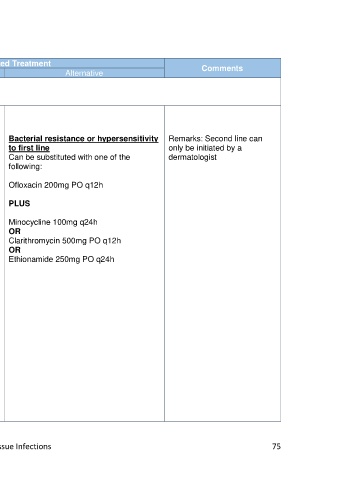 ed Treatment
Comments
Alternative
Bacterial resistance or hypersensitivity
to first line
Can be substituted with one of the
following:
Ofloxacin 200mg PO q12h
PLUS
Minocycline 100mg q24h
OR
Clarithromycin 500mg PO q12h
OR
Ethionamide 250mg PO q24h
Remarks: Second line can
only be initiated by a
dermatologist
ssue Infections
75